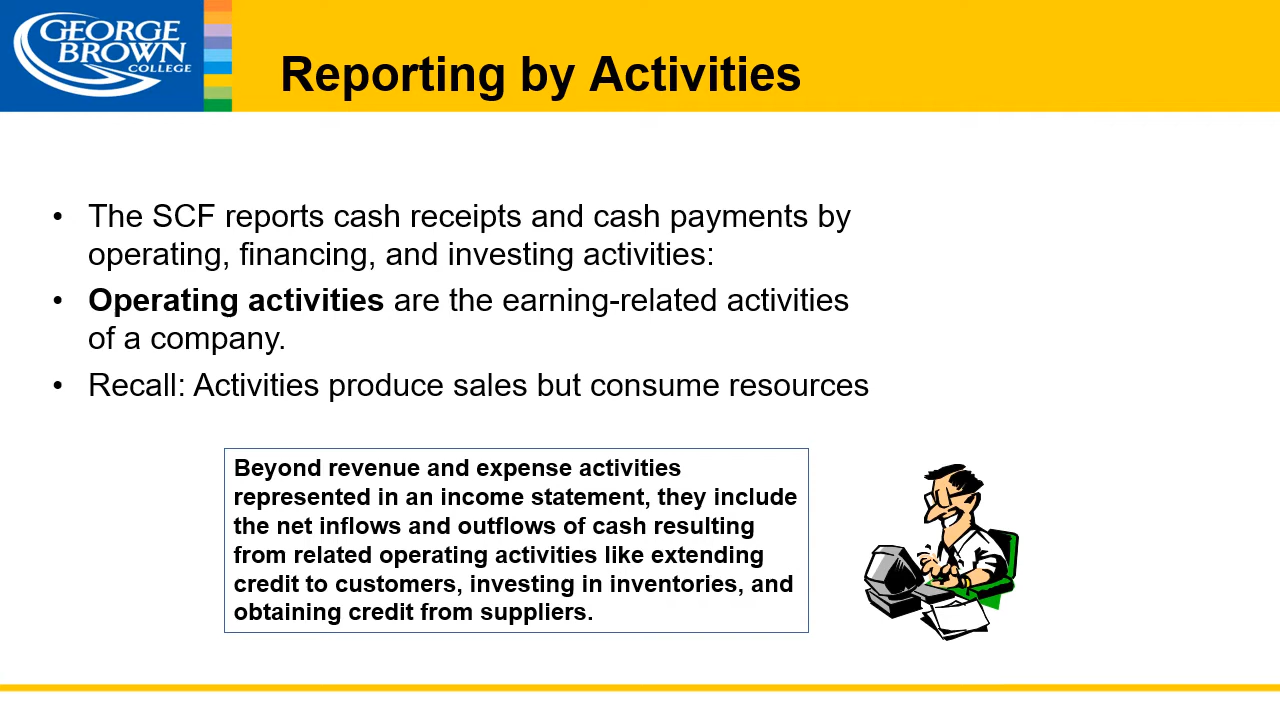 GEORGE
BROWN
COLLEGE
Reporting by Activities
• The SCF reports cash receipts and cash payments by
operating, financing, and investing activities:
• Operating activities are the earning-related activities
of a company.
• Recall: Activities produce sales but consume resources
Beyond revenue and expense activities
represented in an income statement, they include
the net inflows and outflows of cash resulting
from related operating activities like extending
credit to customers, investing in inventories, and
obtaining credit from suppliers.